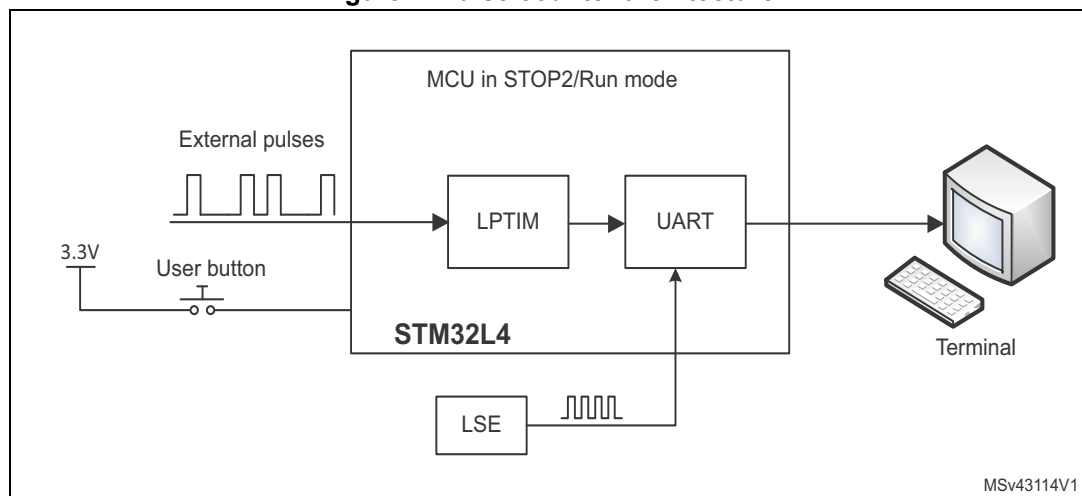 MCU in STOP2/Run mode
External pulses
LPTIM
UART
3.3V
User button
STM32L4
Terminal
LSE
MSv43114V1